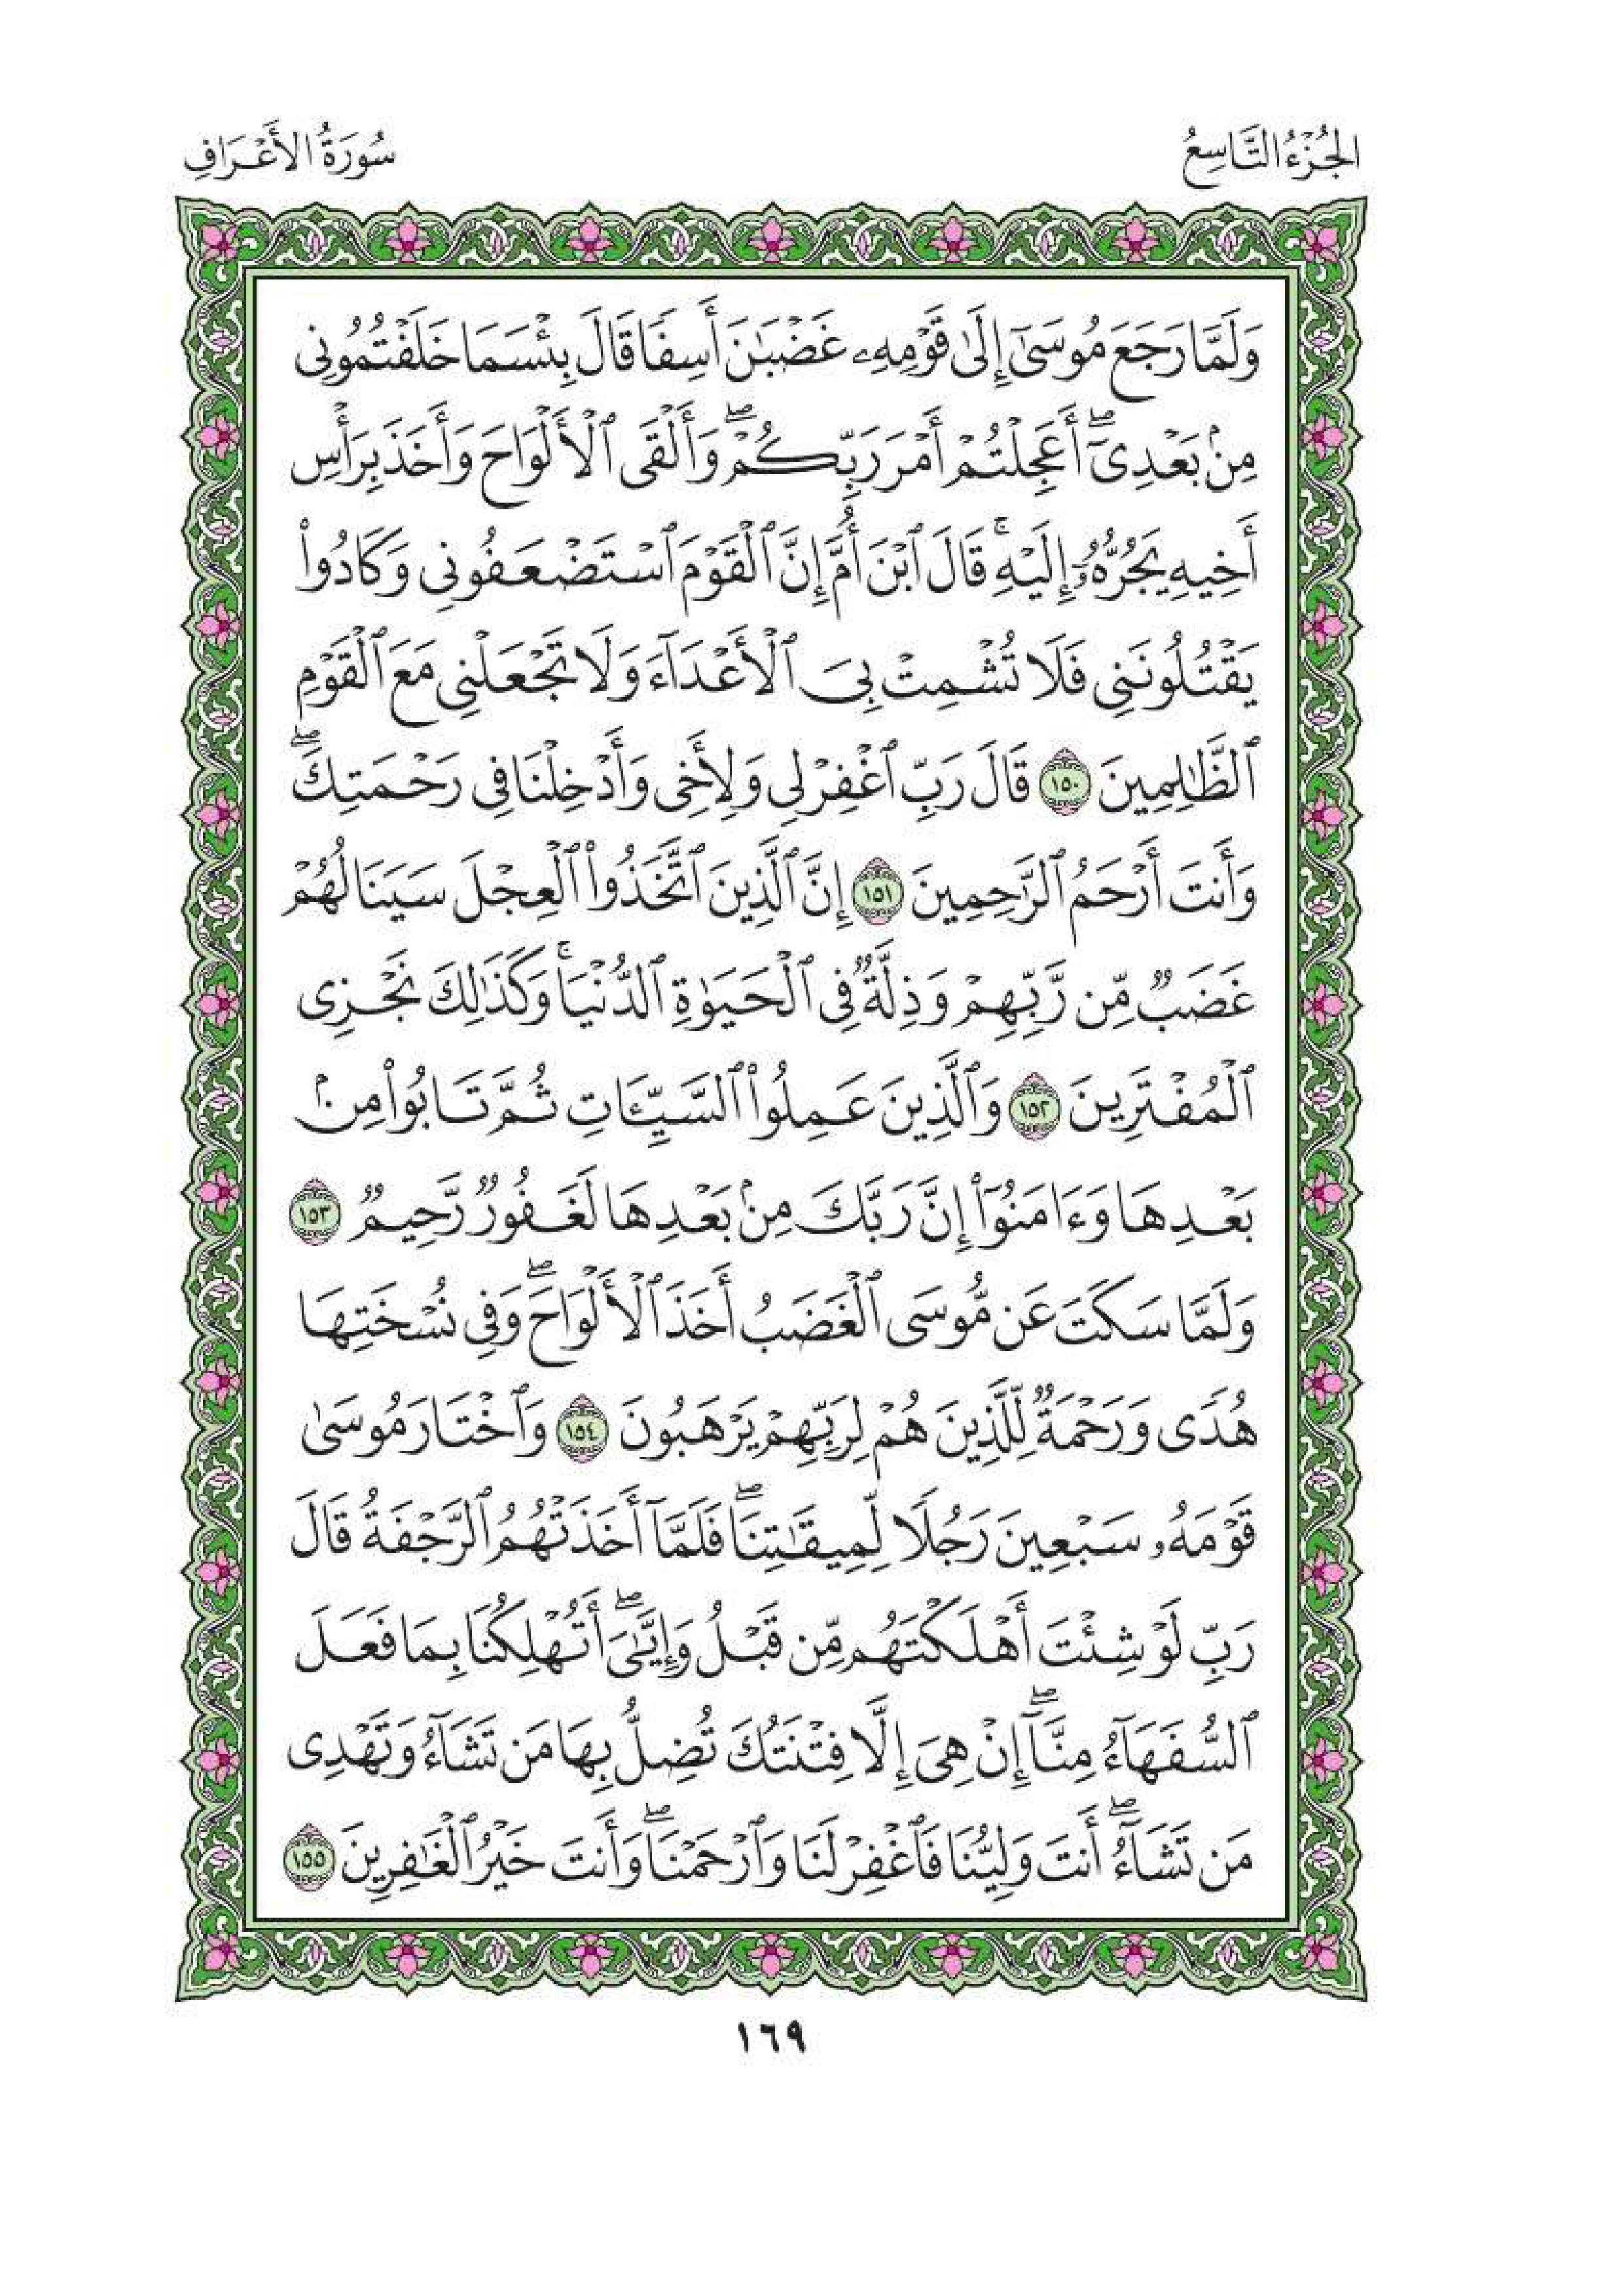 الجُزْءُ التَّاسِعُ
سُورَةُ الأَعْرَافِ
وَلَمَّا رَجَعَ مُوسَىٰٓ إِلَىٰ قَوْمِهِۦ غَضْبَٰنَ أَسِفٗا قَالَ بِئْسَمَا خَلَفْتُمُونِي
مِنۢ بَعْدِيٓۖ أَعَجِلْتُمْ أَمْرَ رَبِّكُمْۖ وَأَلْقَى ٱلْأَلْوَاحَ وَأَخَذَ بِرَأْسِ
أَخِيهِ يَجُرُّهُۥٓ إِلَيْهِۚ قَالَ ٱبْنَ أُمَّ إِنَّ ٱلْقَوْمَ ٱسْتَضْعَفُونِي وَكَادُوا۟
يَقْتُلُونَنِي فَلَا تُشْمِتْ بِيَ ٱلْأَعْدَآءَ وَلَا تَجْعَلْنِي مَعَ ٱلْقَوْمِ
ٱلظَّٰلِمِينَ ١٥٠ قَالَ رَبِّ ٱغْفِرْ لِي وَلِأَخِي وَأَدْخِلْنَا فِي رَحْمَتِكَۖ
وَأَنتَ أَرْحَمُ ٱلرَّٰحِمِينَ ١٥١ إِنَّ ٱلَّذِينَ ٱتَّخَذُوا۟ ٱلْعِجْلَ سَيَنَالُهُمْ
غَضَبٌ مِّن رَّبِّهِمْ وَذِلَّةٌ فِي ٱلْحَيَوٰةِ ٱلدُّنْيَاۚ وَكَذَٰلِكَ نَجْزِي
ٱلْمُفْتَرِينَ ١٥٢ وَٱلَّذِينَ عَمِلُوا۟ ٱلسَّيِّـَٔاتِ ثُمَّ تَابُوا۟ مِنۢ
بَعْدِهَا وَءَامَنُوٓا۟ إِنَّ رَبَّكَ مِنۢ بَعْدِهَا لَغَفُورٌ رَّحِيمٌ ١٥٣
وَلَمَّا سَكَتَ عَن مُّوسَى ٱلْغَضَبُ أَخَذَ ٱلْأَلْوَاحَۖ وَفِي نُسْخَتِهَا
هُدٗى وَرَحْمَةٌ لِّلَّذِينَ هُمْ لِرَبِّهِمْ يَرْهَبُونَ ١٥٤ وَٱخْتَارَ مُوسَىٰ
قَوْمَهُۥ سَبْعِينَ رَجُلٗا لِّمِيقَٰتِنَاۖ فَلَمَّآ أَخَذَتْهُمُ ٱلرَّجْفَةُ قَالَ
رَبِّ لَوْ شِئْتَ أَهْلَكْتَهُم مِّن قَبْلُ وَإِيَّٰيَۖ أَتُهْلِكُنَا بِمَا فَعَلَ
ٱلسُّفَهَآءُ مِنَّآۖ إِنْ هِيَ إِلَّا فِتْنَتُكَ تُضِلُّ بِهَا مَن تَشَآءُ وَتَهْدِي
مَن تَشَآءُۖ أَنتَ وَلِيُّنَا فَٱغْفِرْ لَنَا وَٱرْحَمْنَاۖ وَأَنتَ خَيْرُ ٱلْغَٰفِرِينَ ١٥٥
١٦٩